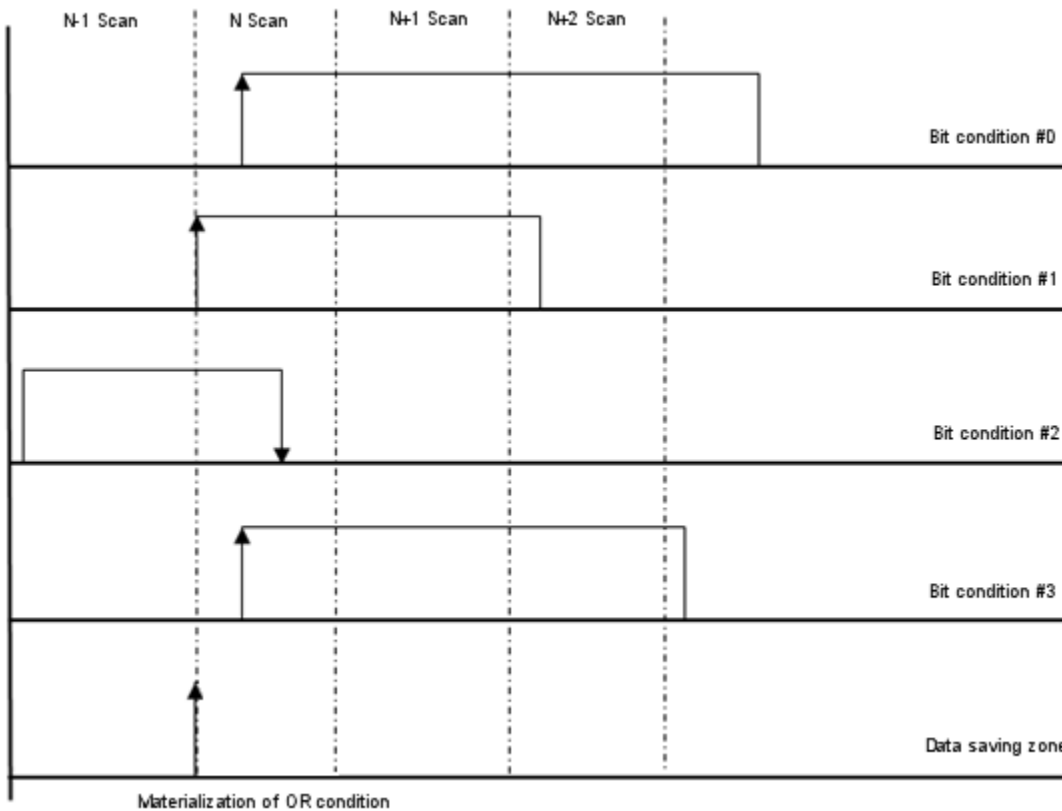 N-1 Scan N Scan N+1 Scan N+2 Scan
Bit condition #0
Bit condition #1
Bit condition #2
Bit condition #3
Data saving zone
Materialization of OR condition